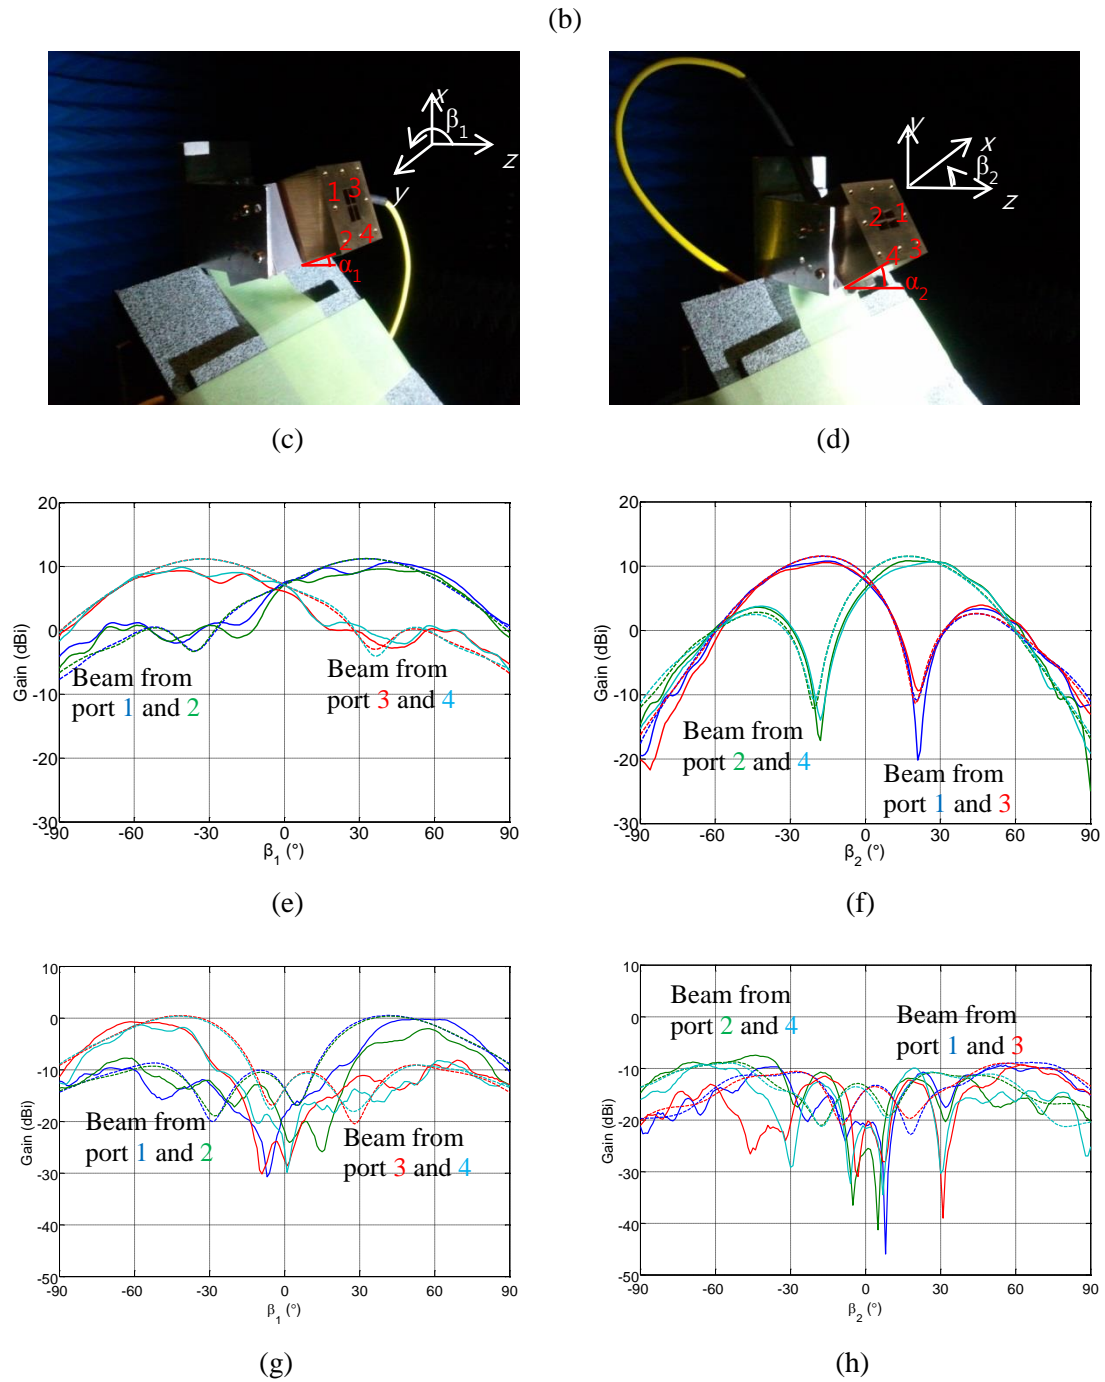 (b)
x
β1
z
y
1 3
2 4
α1
y
x
β2
z
2 1
4 3
α2
(c)
(d)
20
10
0
-10
-20
-30
Gain (dBi)
Beam from
port 1 and 2
Beam from
port 3 and 4
-90 -60 -30 0 30 60 90
β1 (°)
20
10
0
-10
-20
-30
Gain (dBi)
Beam from
port 2 and 4
Beam from
port 1 and 3
-90 -60 -30 0 30 60 90
β2 (°)
(e)
(f)
10
0
-10
-20
-30
-40
-50
Gain (dBi)
Beam from
port 1 and 2
Beam from
port 3 and 4
-90 -60 -30 0 30 60 90
β1 (°)
10
0
-10
-20
-30
-40
-50
Gain (dBi)
Beam from
port 2 and 4
Beam from
port 1 and 3
-90 -60 -30 0 30 60 90
β2 (°)
(g)
(h)